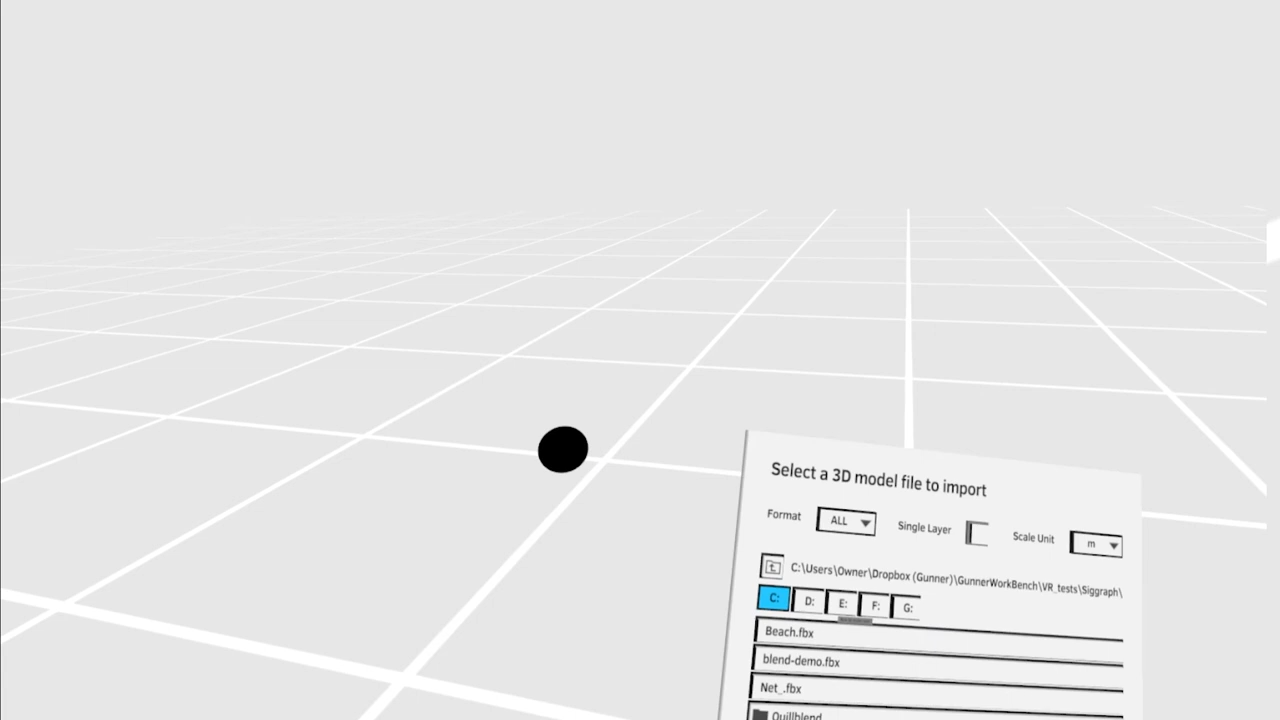 Select a 3D model file to import
Format ALL Single Layer Scale Unit m
C:\Users\Owner\Dropbox (Gunner)\GunnerWorkBench\VR_tests\Siggraph\
C: D: E: F: G:
Beach.fbx
blend-demo.fbx
Net_.fbx
Quillblend